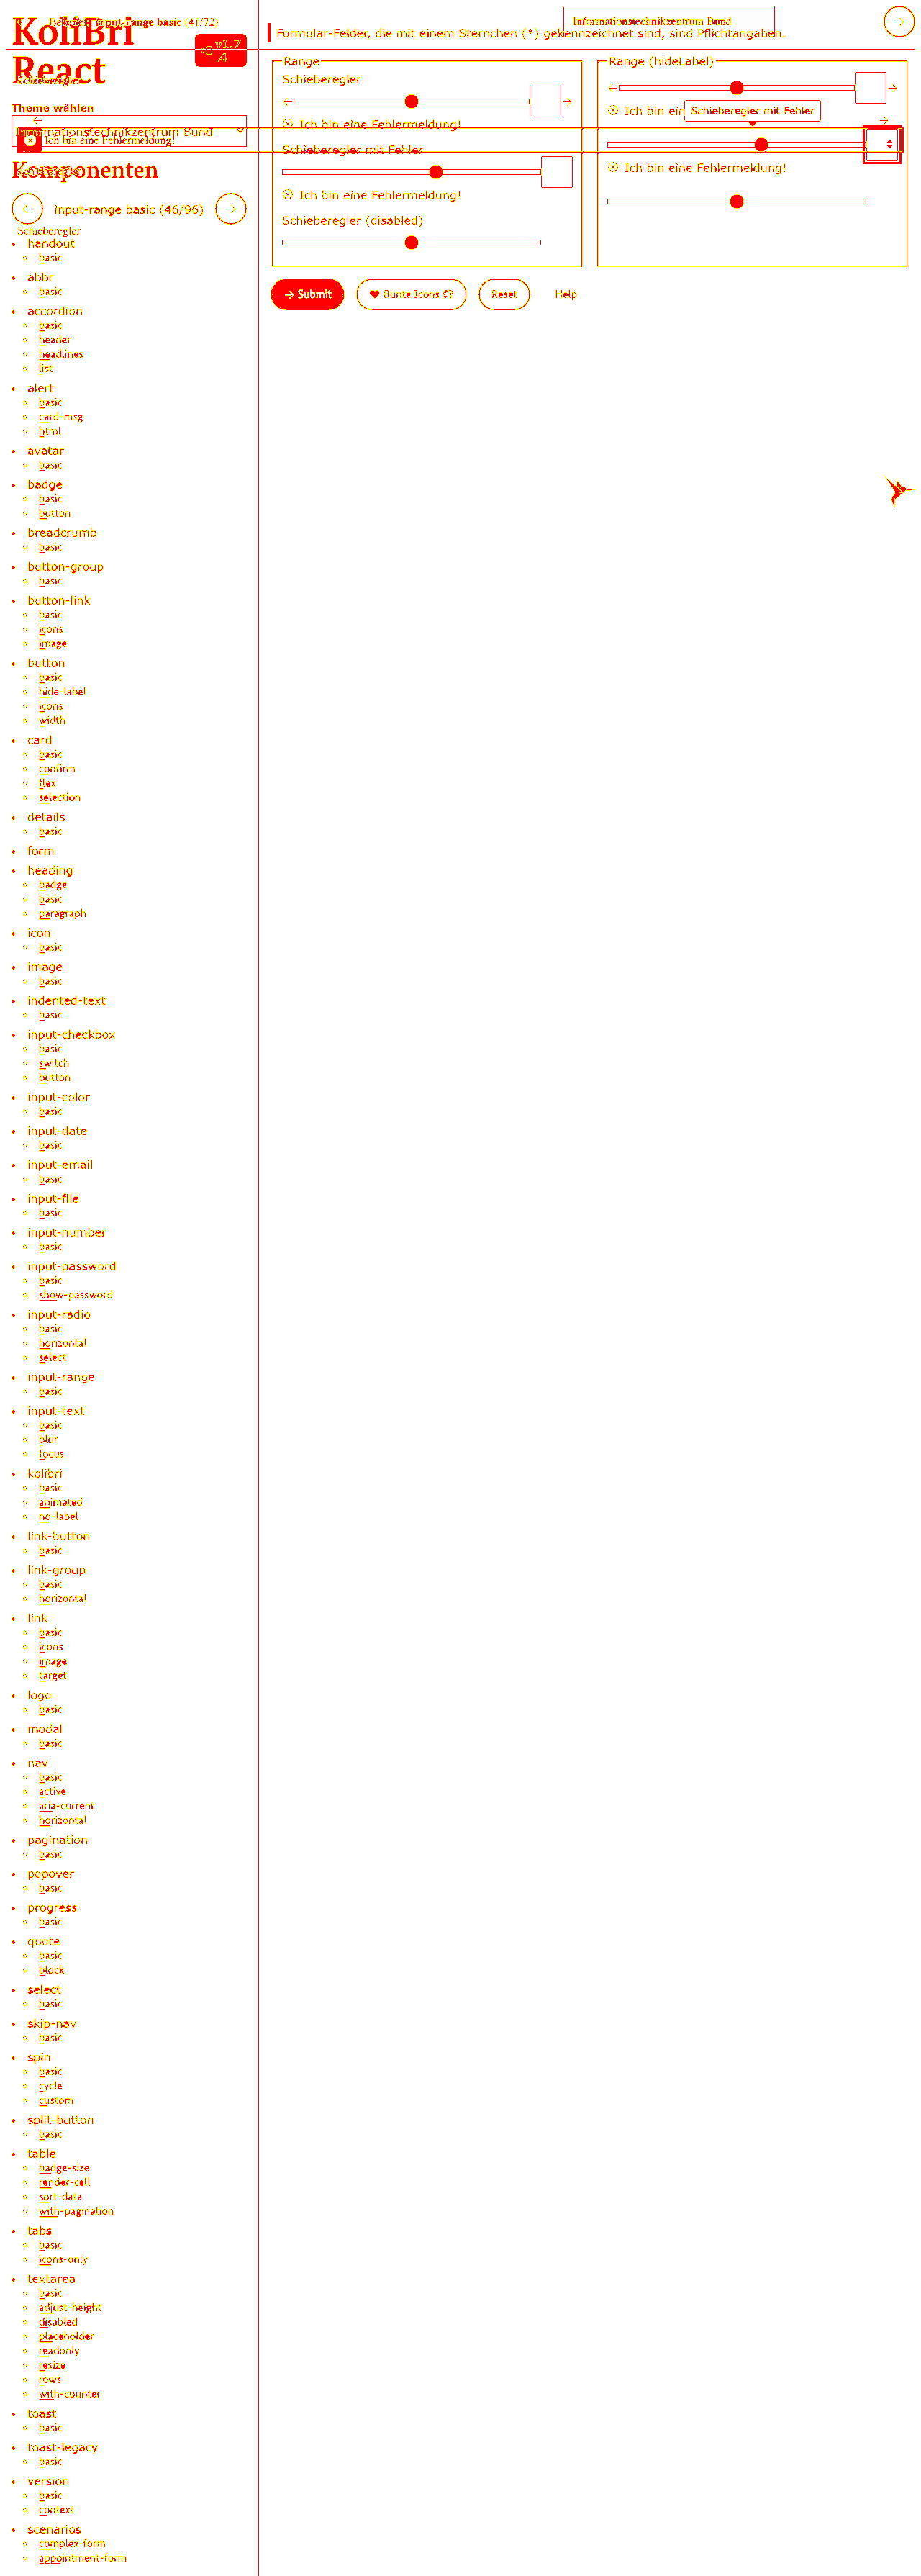 KoliBri
React
v1.7
.4
Beispiel: input-range basic (41/72)
Informationstechnikzentrum Bund
Formular-Felder, die mit einem Sternchen (*) gekennzeichnet sind, sind Pflichtangaben.
Schieberegler
Theme wählen
Informationstechnikzentrum Bund
Ich bin eine Fehlermeldung!
Komponenten
input-range basic (46/96)
Schieberegler
handout
basic
abbr
basic
accordion
basic
header
headlines
list
alert
basic
card-msg
html
avatar
basic
badge
basic
button
breadcrumb
basic
button-group
basic
button-link
basic
icons
image
button
basic
hide-label
icons
width
card
basic
confirm
flex
selection
details
basic
form
heading
badge
basic
paragraph
icon
basic
image
basic
indented-text
basic
input-checkbox
basic
switch
button
input-color
basic
input-date
basic
input-email
basic
input-file
basic
input-number
basic
input-password
basic
show-password
input-radio
basic
horizontal
select
input-range
basic
input-text
basic
blur
focus
kolibri
basic
animated
no-label
link-button
basic
link-group
basic
horizontal
link
basic
icons
image
target
logo
basic
modal
basic
nav
basic
active
aria-current
horizontal
pagination
basic
popover
basic
progress
basic
quote
basic
block
select
basic
skip-nav
basic
spin
basic
cycle
custom
split-button
basic
table
badge-size
render-cell
sort-data
with-pagination
tabs
basic
icons-only
textarea
basic
adjust-height
disabled
placeholder
readonly
resize
rows
with-counter
toast
basic
toast-legacy
basic
version
basic
context
scenarios
complex-form
appointment-form
Range
Schieberegler
Ich bin eine Fehlermeldung!
Schieberegler mit Fehler
Ich bin eine Fehlermeldung!
Schieberegler (disabled)
Range (hideLabel)
Ich bin ein
Schieberegler mit Fehler
Ich bin eine Fehlermeldung!
Submit
Bunte Icons
Reset
Help